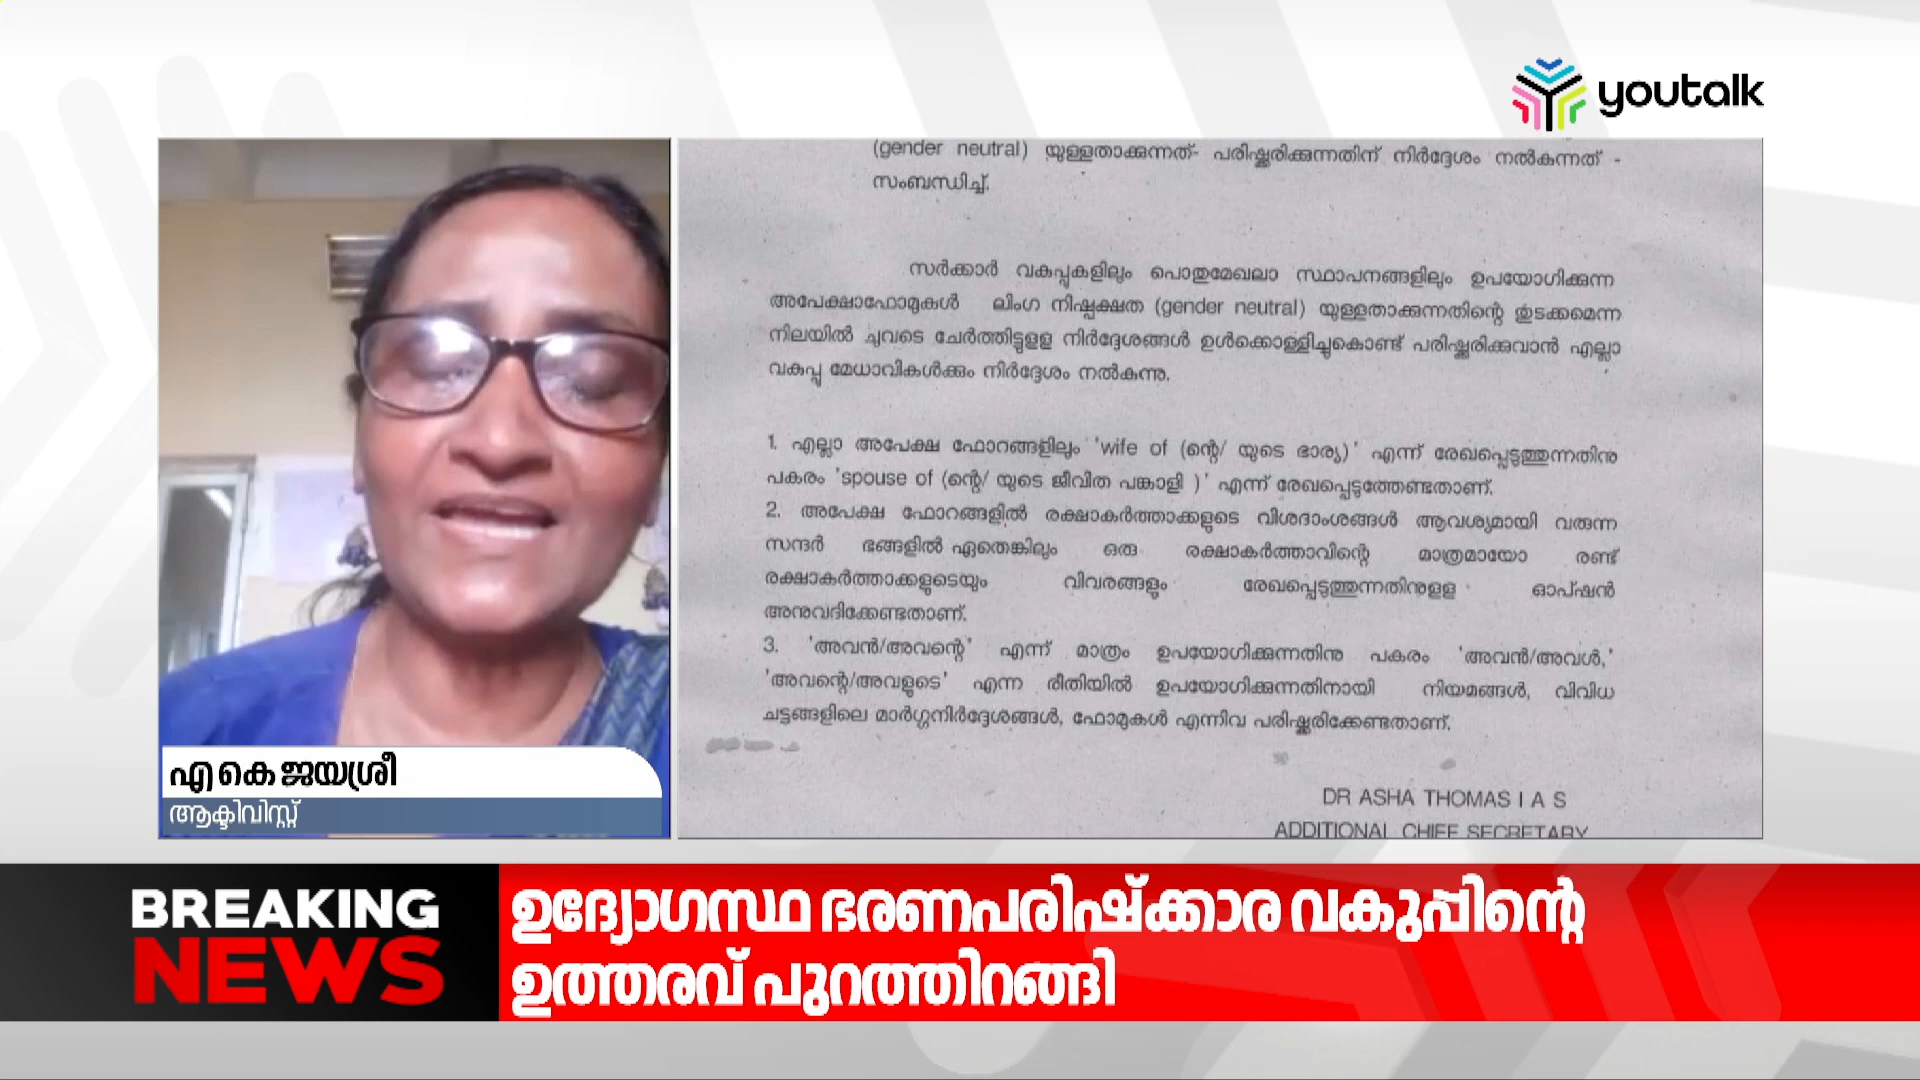 youtalk
(gender neutral) യുള്ളതാക്കുന്നത്- പരിഷ്ക്കരിക്കുന്നതിന് നിർദ്ദേശം നൽകുന്നത് -
സംബന്ധിച്ച്.
സർക്കാർ വകുപ്പുകളിലും പൊതുമേഖലാ സ്ഥാപനങ്ങളിലും ഉപയോഗിക്കുന്ന
അപേക്ഷാഫോമുകൾ ലിംഗ നിഷ്പക്ഷത (gender neutral) യുള്ളതാക്കുന്നതിന്റെ തുടക്കമെന്ന
നിലയിൽ ചുവടെ ചേർത്തിട്ടുളള നിർദ്ദേശങ്ങൾ ഉൾക്കൊള്ളിച്ചുകൊണ്ട് പരിഷ്ക്കരിക്കുവാൻ എല്ലാ
വകുപ്പു മേധാവികൾക്കും നിർദ്ദേശം നൽകുന്നു.
1. എല്ലാ അപേക്ഷ ഫോറങ്ങളിലും 'wife of (ന്റെ/ യുടെ ഭാര്യ)' എന്ന് രേഖപ്പെടുത്തുന്നതിനു
പകരം 'spouse of (ന്റെ/ യുടെ ജീവിത പങ്കാളി )' എന്ന് രേഖപ്പെടുത്തേണ്ടതാണ്.
2. അപേക്ഷ ഫോറങ്ങളിൽ രക്ഷാകർത്താക്കളുടെ വിശദാംശങ്ങൾ ആവശ്യമായി വരുന്ന
സന്ദർ ഭങ്ങളിൽ ഏതെങ്കിലും ഒരു രക്ഷാകർത്താവിന്റെ മാത്രമായോ രണ്ട്
രക്ഷാകർത്താക്കളുടെയും വിവരങ്ങളും രേഖപ്പെടുത്തുന്നതിനുളള ഓപ്ഷൻ
അനുവദിക്കേണ്ടതാണ്.
3. 'അവൻ/അവന്റെ' എന്ന് മാത്രം ഉപയോഗിക്കുന്നതിനു പകരം 'അവൻ/അവൾ,'
'അവന്റെ/അവളുടെ' എന്ന രീതിയിൽ ഉപയോഗിക്കുന്നതിനായി നിയമങ്ങൾ, വിവിധ
ചട്ടങ്ങളിലെ മാർഗ്ഗനിർദ്ദേശങ്ങൾ, ഫോമുകൾ എന്നിവ പരിഷ്ക്കരിക്കേണ്ടതാണ്.
DR ASHA THOMAS I A S
ADDITIONAL CHIEF SECRETARY
എ കെ ജയശ്രീ
ആക്ടിവിസ്റ്റ്
BREAKING
NEWS
ഉദ്യോഗസ്ഥ ഭരണപരിഷ്ക്കാര വകുപ്പിന്റെ
ഉത്തരവ് പുറത്തിറങ്ങി